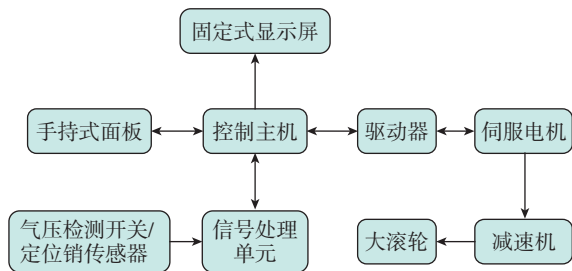 固定式显示屏
手持式面板
控制主机
驱动器
伺服电机
气压检测开关/
定位销传感器
信号处理
单元
大滚轮
减速机